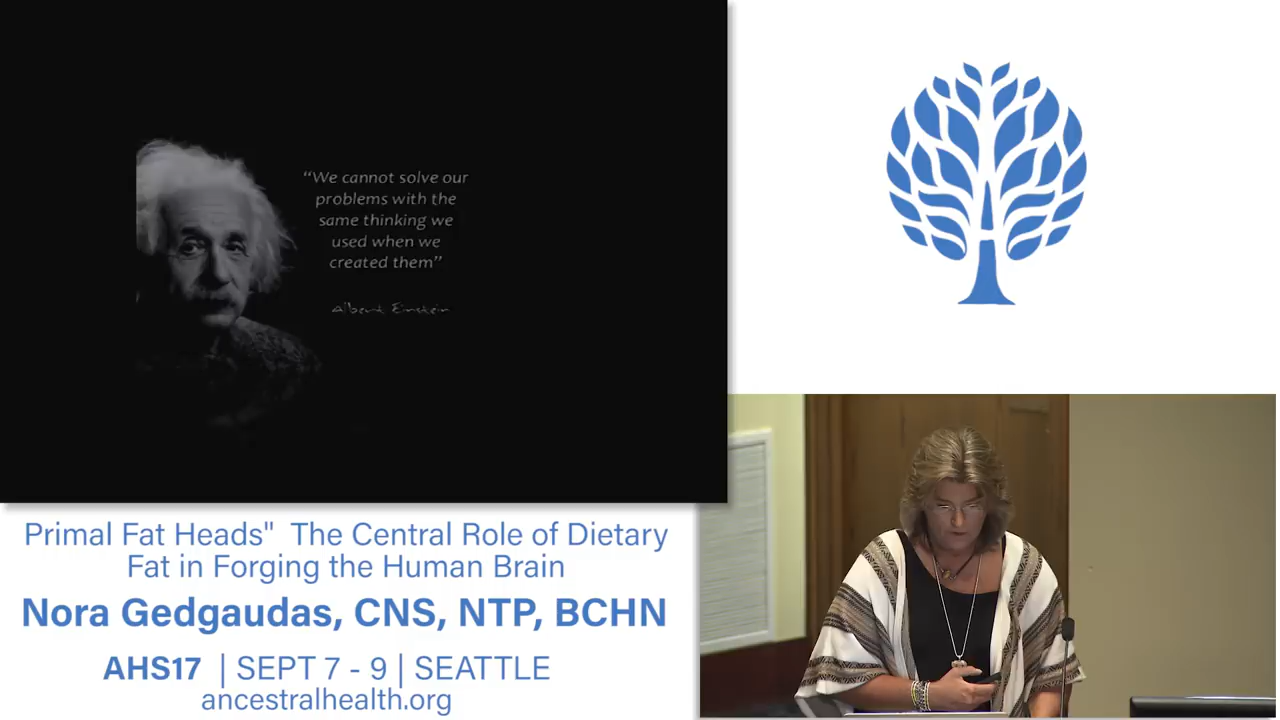 “We cannot solve our
problems with the
same thinking we
used when we
created them”
Albert Einstein
Primal Fat Heads" The Central Role of Dietary
Fat in Forging the Human Brain
Nora Gedgaudas, CNS, NTP, BCHN
AHS17 | SEPT 7 - 9 | SEATTLE
ancestralhealth.org